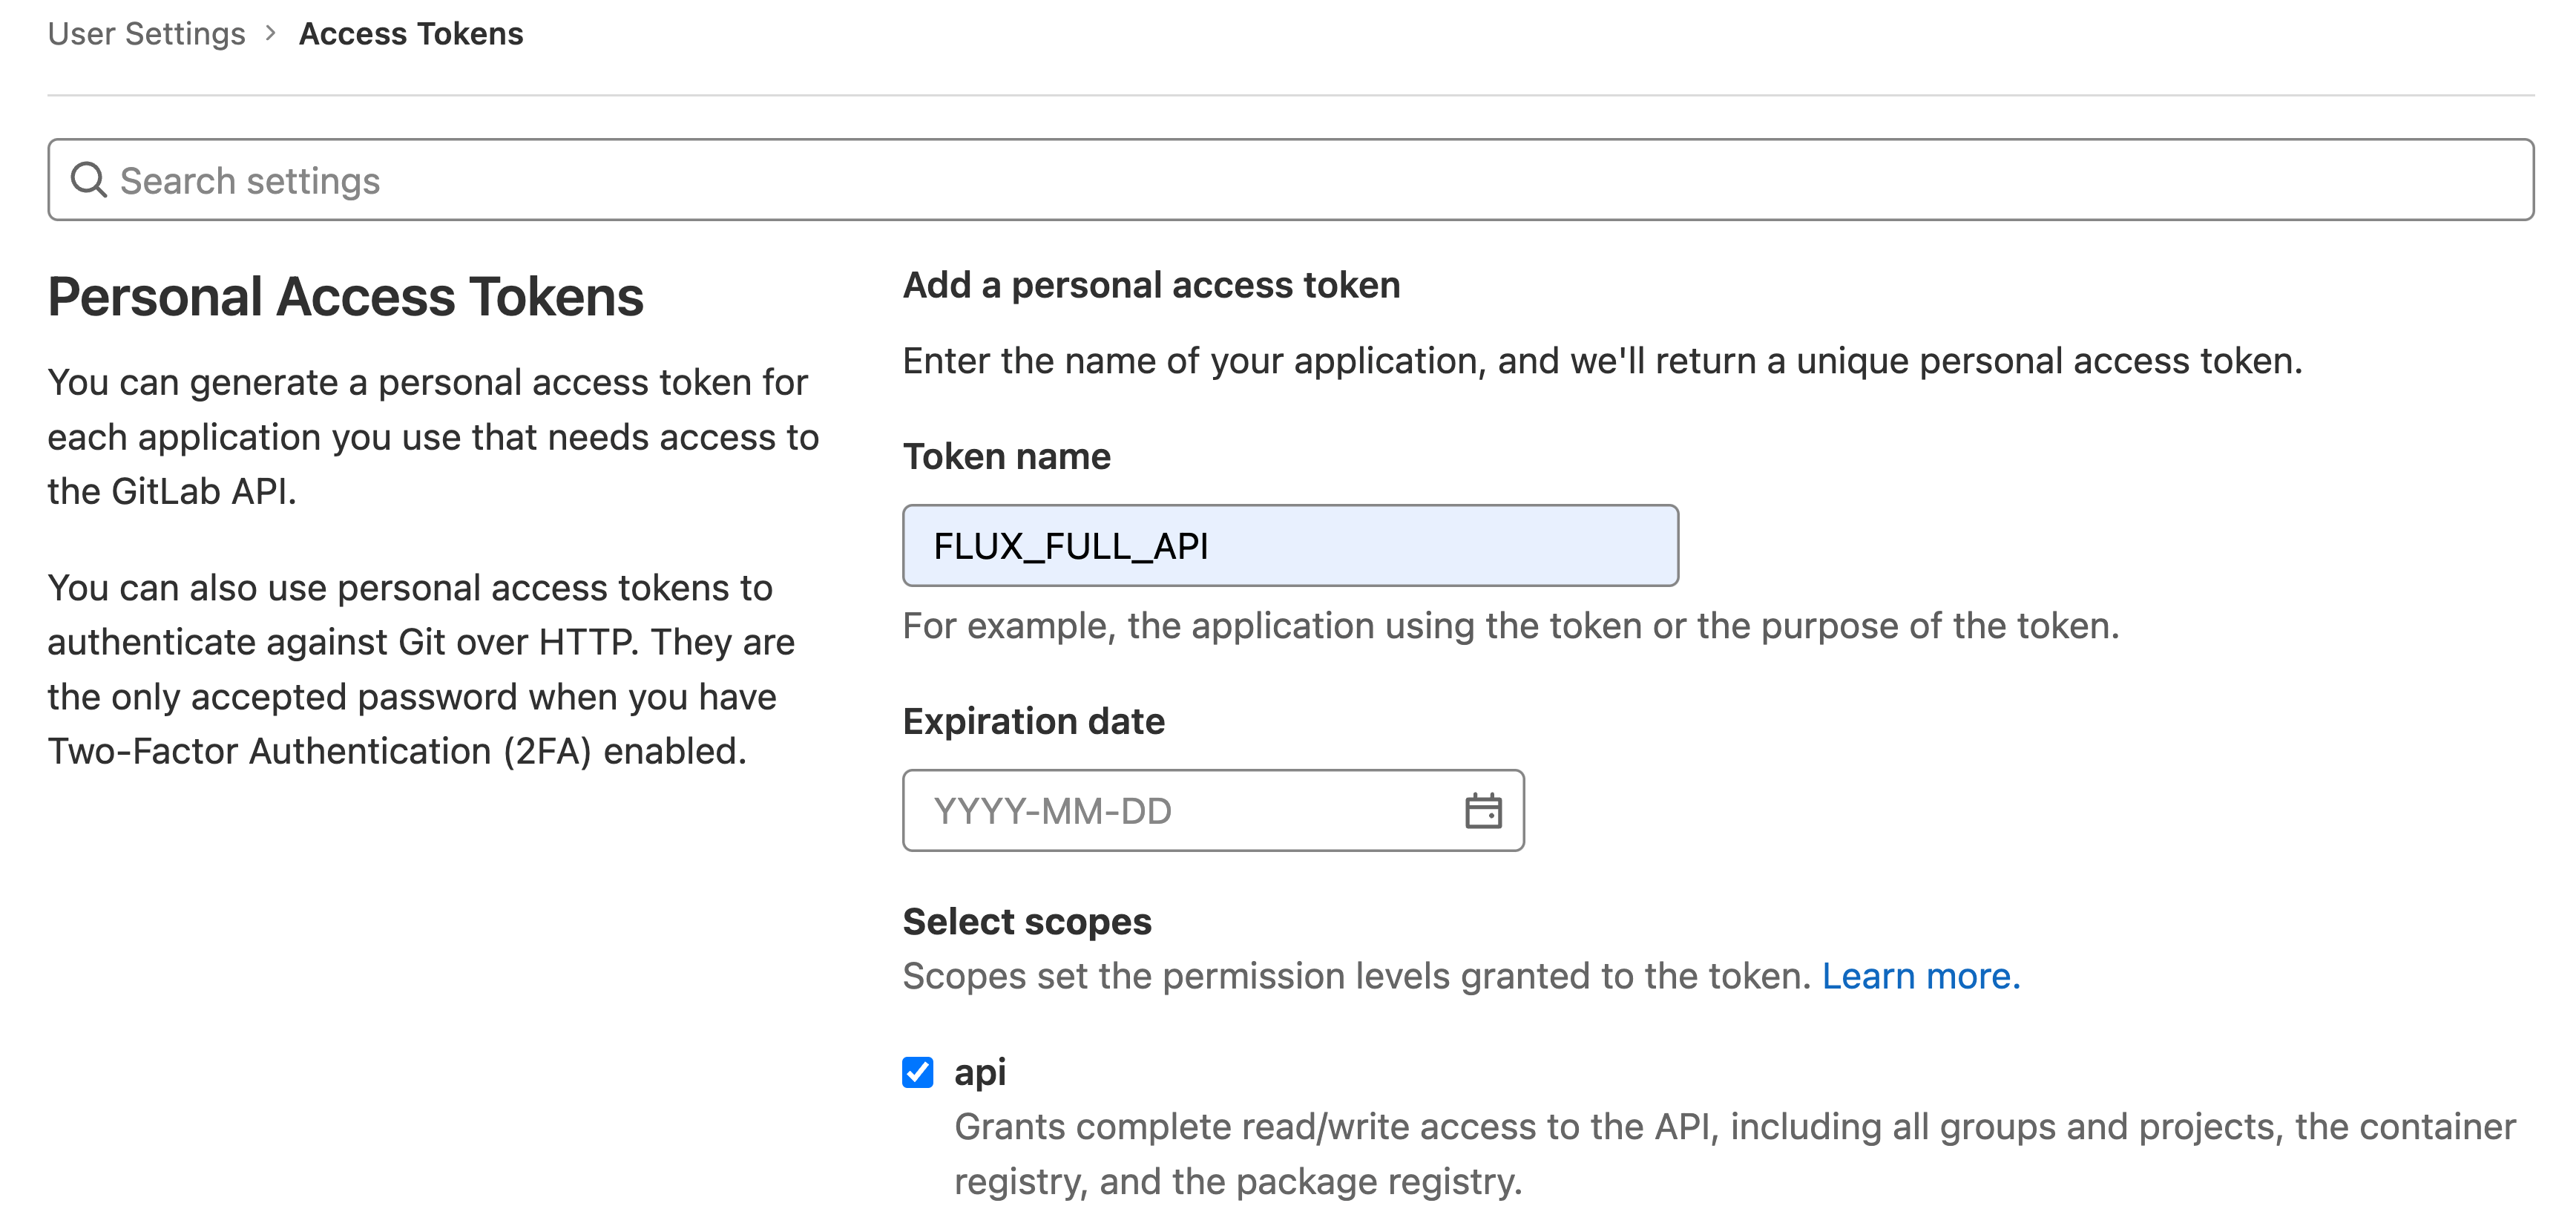 User Settings > Access Tokens
Search settings
Personal Access Tokens
You can generate a personal access token for
each application you use that needs access to
the GitLab API.
You can also use personal access tokens to
authenticate against Git over HTTP. They are
the only accepted password when you have
Two-Factor Authentication (2FA) enabled.
Add a personal access token
Enter the name of your application, and we'll return a unique personal access token.
Token name
FLUX_FULL_API
For example, the application using the token or the purpose of the token.
Expiration date
YYYY-MM-DD
Select scopes
Scopes set the permission levels granted to the token. Learn more.
api
Grants complete read/write access to the API, including all groups and projects, the container
registry, and the package registry.